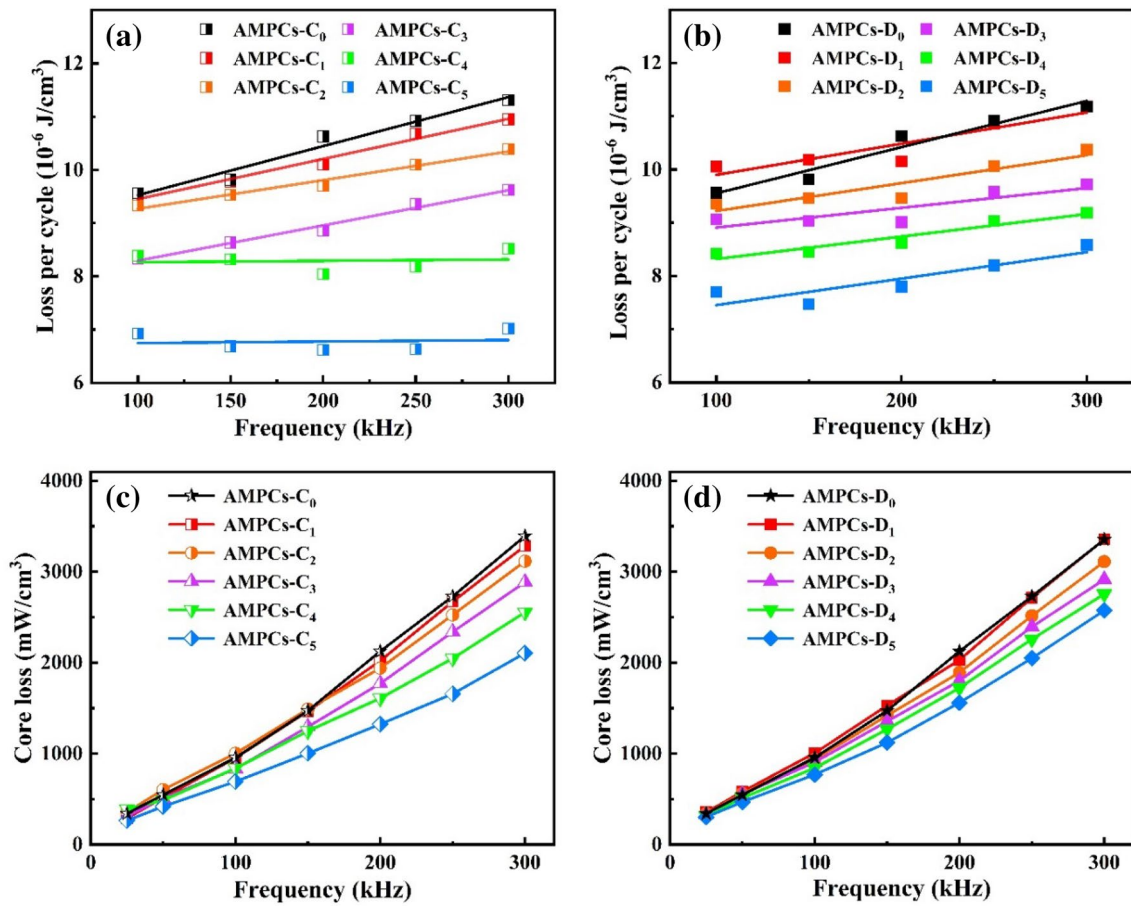 (a)
AMPCs-C₀
AMPCs-C₃
AMPCs-C₁
AMPCs-C₄
AMPCs-C₂
AMPCs-C₅
Loss per cycle (10⁻⁶ J/cm³)
12
10
8
6
100
150
200
250
300
Frequency (kHz)
(b)
AMPCs-D₀
AMPCs-D₃
AMPCs-D₁
AMPCs-D₄
AMPCs-D₂
AMPCs-D₅
Loss per cycle (10⁻⁶ J/cm³)
12
10
8
6
100
200
300
Frequency (kHz)
(c)
AMPCs-C₀
AMPCs-C₁
AMPCs-C₂
AMPCs-C₃
AMPCs-C₄
AMPCs-C₅
Core loss (mW/cm³)
4000
3000
2000
1000
0
0
100
200
300
Frequency (kHz)
(d)
AMPCs-D₀
AMPCs-D₁
AMPCs-D₂
AMPCs-D₃
AMPCs-D₄
AMPCs-D₅
Core loss (mW/cm³)
4000
3000
2000
1000
0
0
100
200
300
Frequency (kHz)